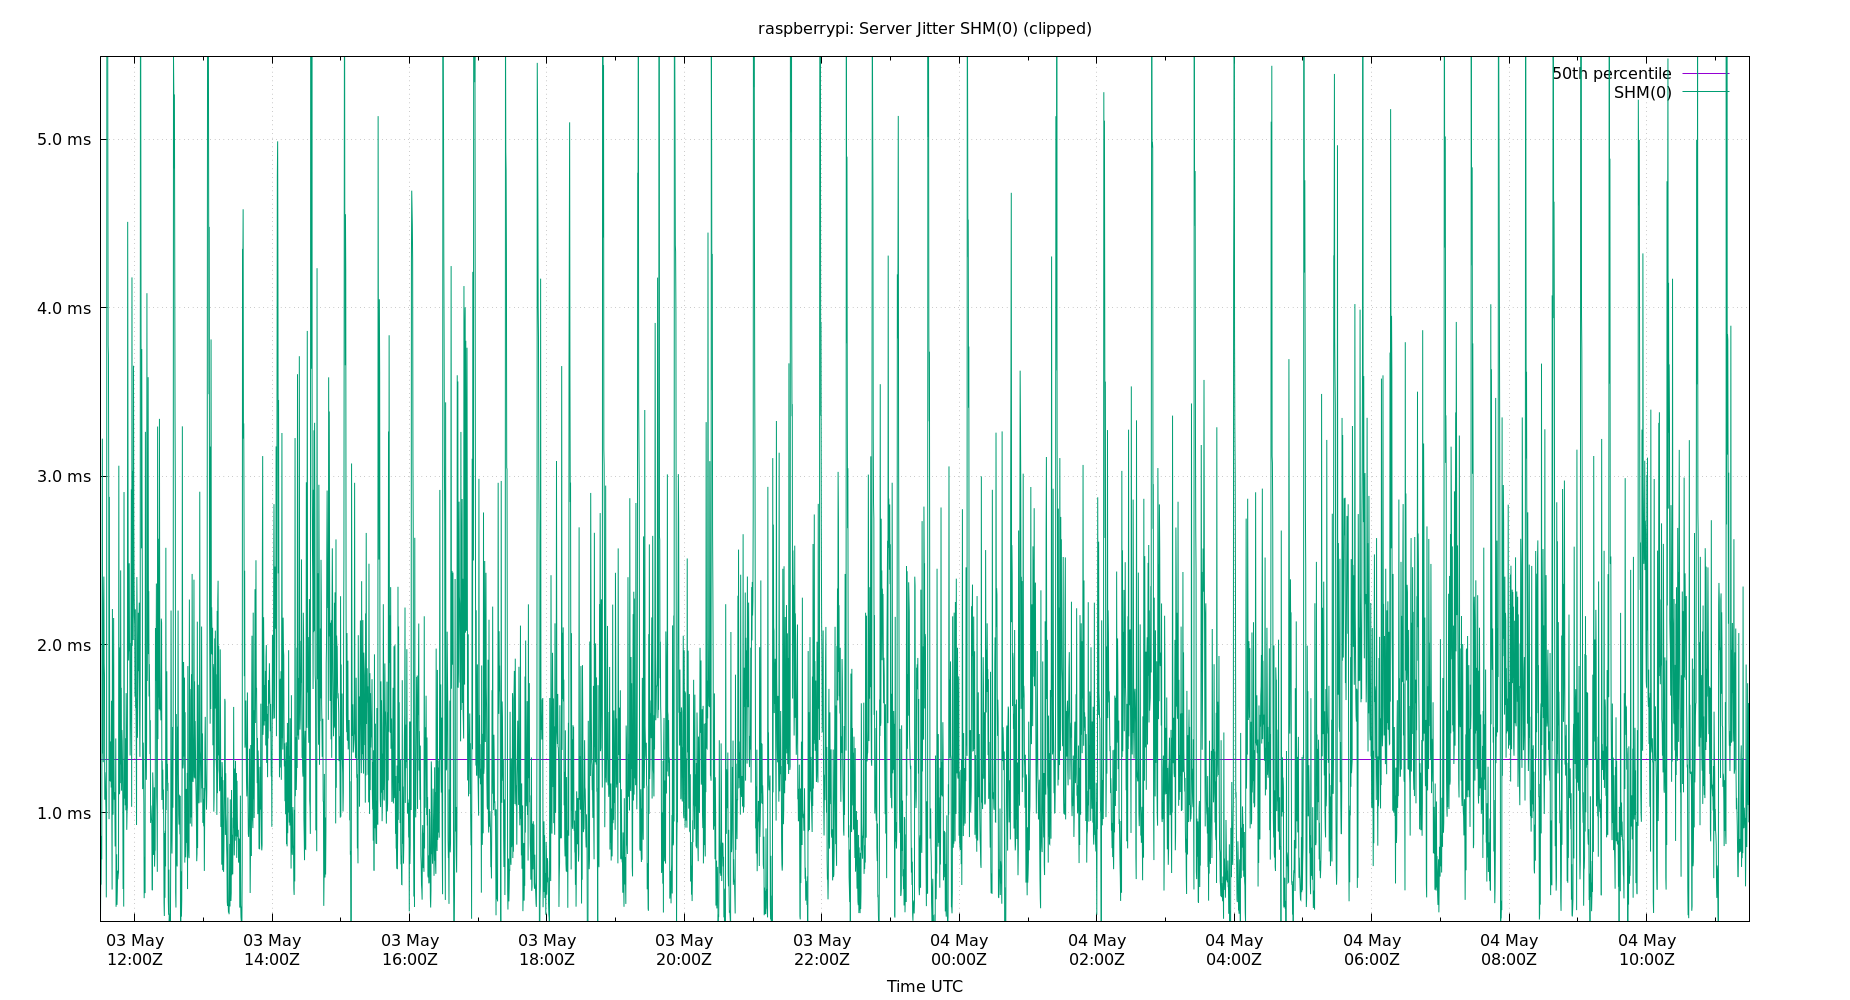 raspberrypi: Server Jitter SHM(0) (clipped)
50th percentile
SHM(0)
5.0 ms
4.0 ms
3.0 ms
2.0 ms
1.0 ms
03 May 03 May 03 May 03 May 03 May 03 May 04 May 04 May 04 May 04 May 04 May 04 May
12:00Z 14:00Z 16:00Z 18:00Z 20:00Z 22:00Z 00:00Z 02:00Z 04:00Z 06:00Z 08:00Z 10:00Z
Time UTC